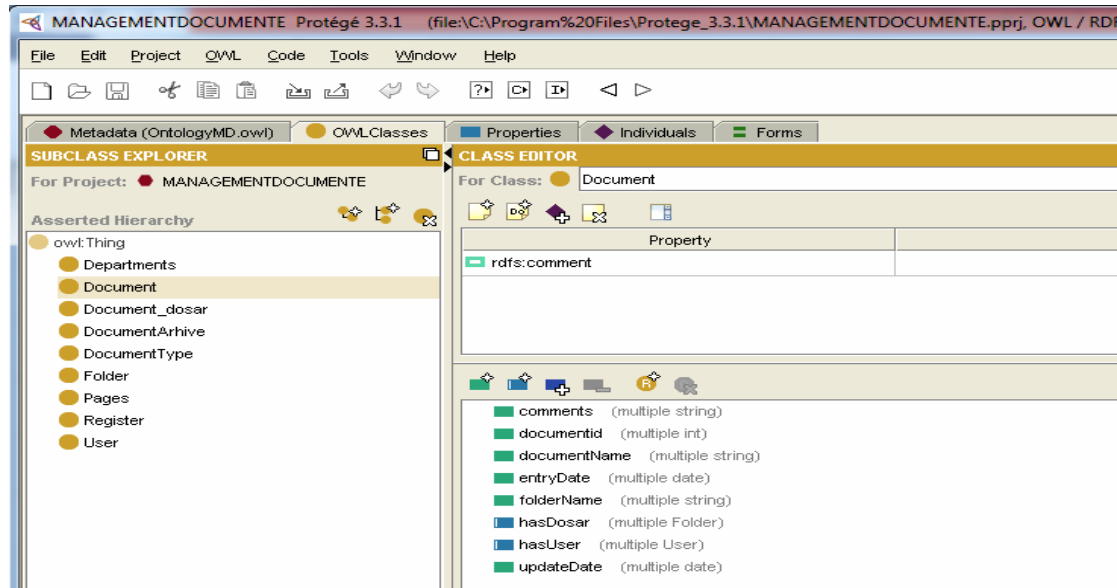 MANAGEMENTDOCUMENTE Protégé 3.3.1 (file:\C:\Program%20Files\Protege_3.3.1\MANAGEMENTDOCUMENTE.pprj, OWL / RDF
File Edit Project OWL Code Tools Window Help
Metadata (OntologyMD.owl) OWLClasses Properties Individuals Forms
SUBCLASS EXPLORER
For Project: MANAGEMENTDOCUMENTE
Asserted Hierarchy
owl:Thing
Departments
Document
Document_dosar
DocumentArhive
DocumentType
Folder
Pages
Register
User
CLASS EDITOR
For Class: Document
Property
rdfs:comment
comments (multiple string)
documentid (multiple int)
documentName (multiple string)
entryDate (multiple date)
folderName (multiple string)
hasDosar (multiple Folder)
hasUser (multiple User)
updateDate (multiple date)